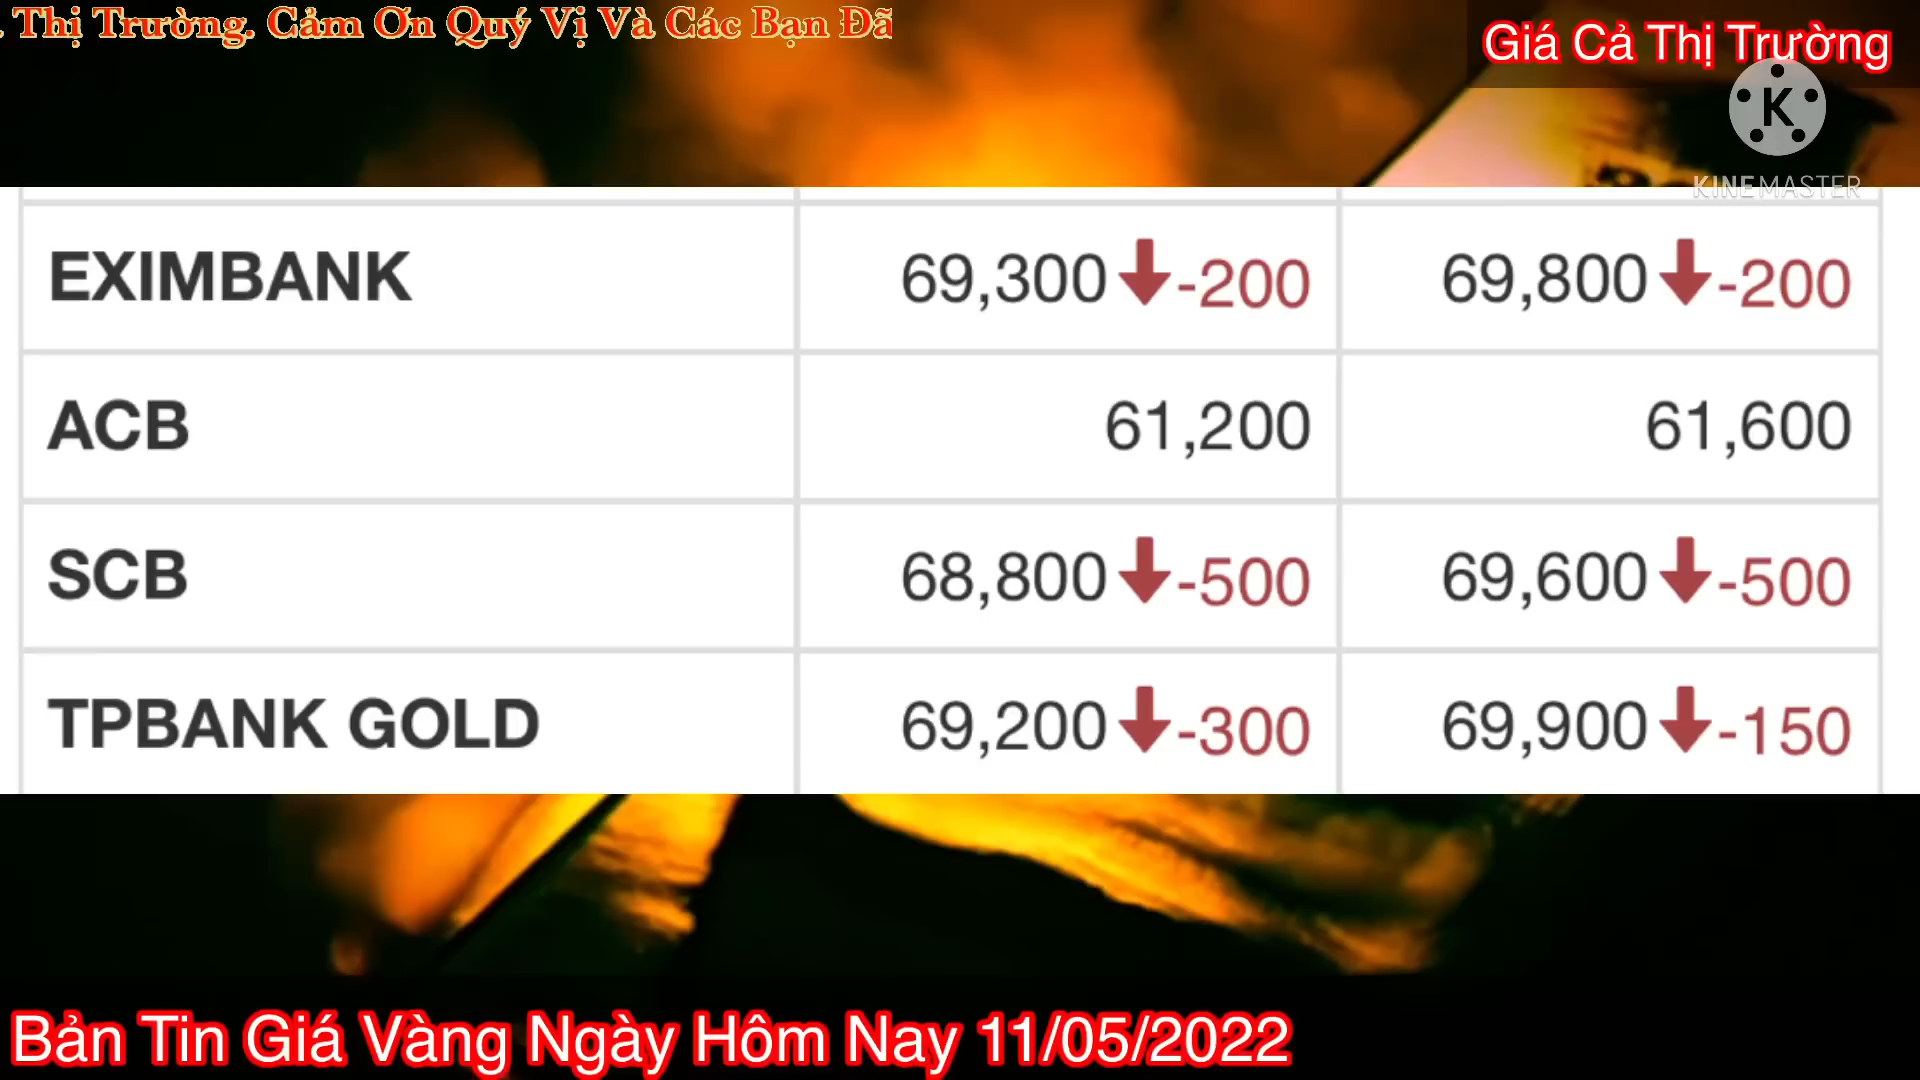 Thị Trường. Cảm Ơn Quý Vị Và Các Bạn Đã
Giá Cả Thị Trường
K
KINEMASTER
EXIMBANK 69,300 -200 69,800 -200
ACB 61,200 61,600
SCB 68,800 -500 69,600 -500
TPBANK GOLD 69,200 -300 69,900 -150
Bản Tin Giá Vàng Ngày Hôm Nay 11/05/2022